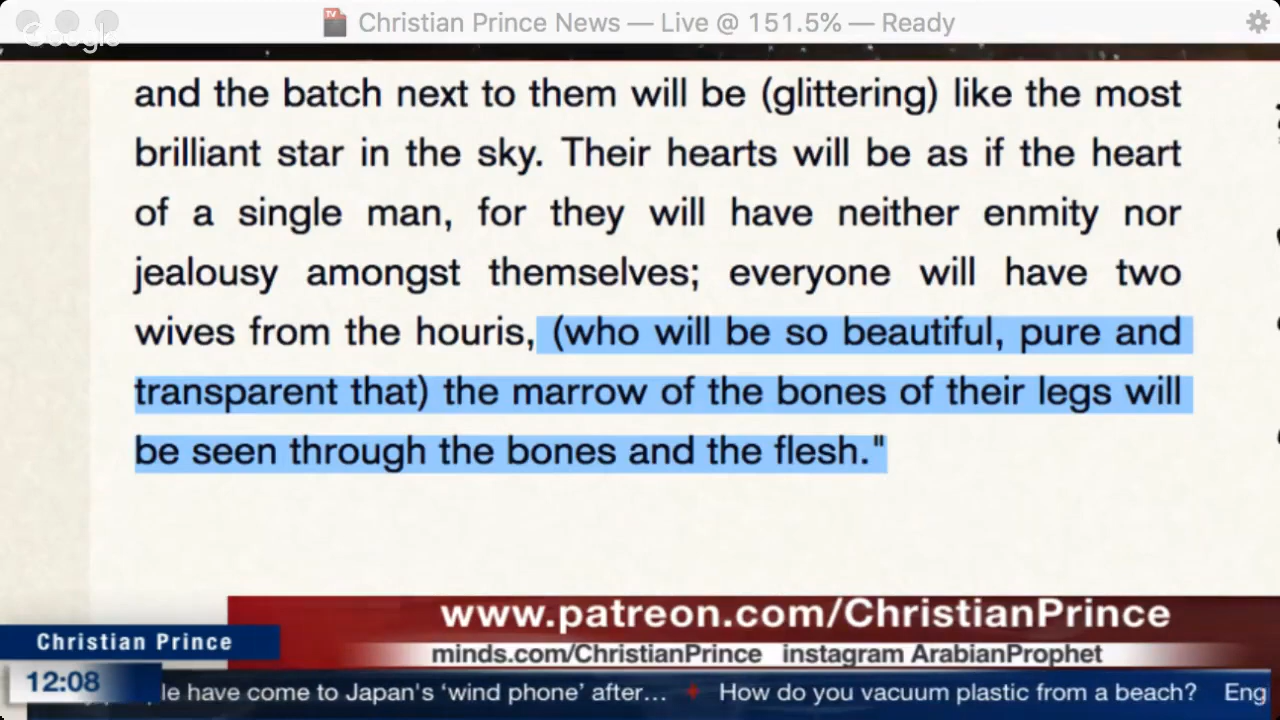 Christian Prince News — Live @ 151.5% — Ready
Google
and the batch next to them will be (glittering) like the most
brilliant star in the sky. Their hearts will be as if the heart
of a single man, for they will have neither enmity nor
jealousy amongst themselves; everyone will have two
wives from the houris, (who will be so beautiful, pure and
transparent that) the marrow of the bones of their legs will
be seen through the bones and the flesh."
www.patreon.com/ChristianPrince
Christian Prince
minds.com/ChristianPrince instagram ArabianProphet
12:08
le have come to Japan's ‘wind phone’ after... How do you vacuum plastic from a beach? Eng